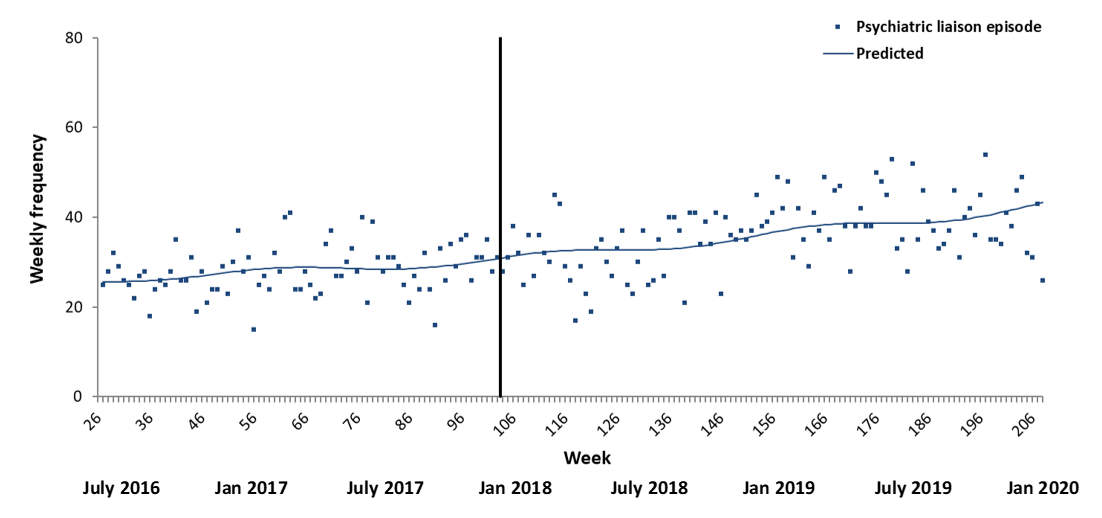 Psychiatric liaison episode
Predicted
Weekly frequency
80
60
40
20
0
26 36 46 56 66 76 86 96 106 116 126 136 146 156 166 176 186 196 206
Week
July 2016 Jan 2017 July 2017 Jan 2018 July 2018 Jan 2019 July 2019 Jan 2020